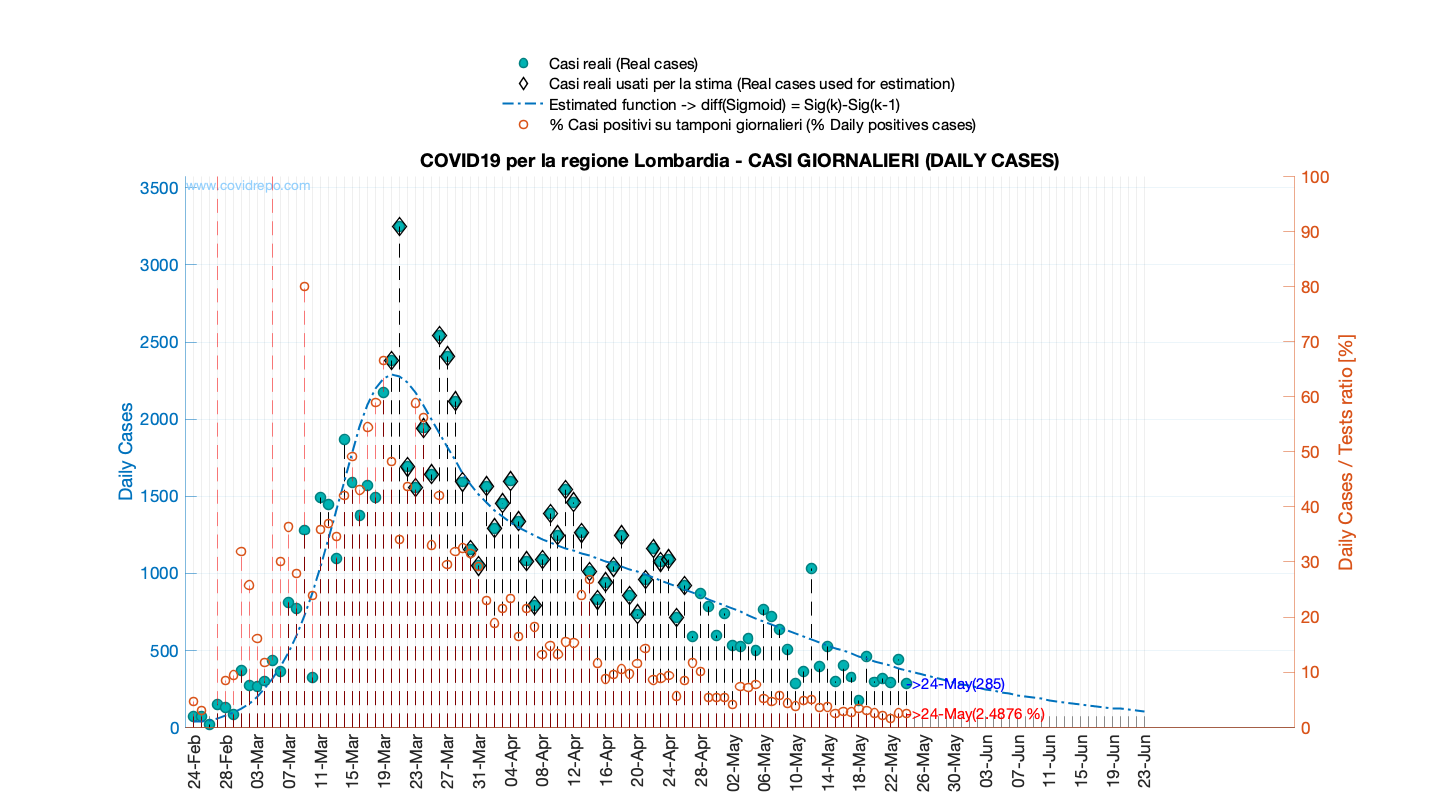 Casi reali (Real cases)
Casi reali usati per la stima (Real cases used for estimation)
Estimated function -> diff(Sigmoid) = Sig(k)-Sig(k-1)
% Casi positivi su tamponi giornalieri (% Daily positives cases)
COVID19 per la regione Lombardia - CASI GIORNALIERI (DAILY CASES)
www.covidrepo.com
3500
3000
2500
2000
1500
1000
500
0
Daily Cases
100
90
80
70
60
50
40
30
20
10
0
Daily Cases / Tests ratio [%]
->24-May(285)
->24-May(2.4876 %)
24-Feb
28-Feb
03-Mar
07-Mar
11-Mar
15-Mar
19-Mar
23-Mar
27-Mar
31-Mar
04-Apr
08-Apr
12-Apr
16-Apr
20-Apr
24-Apr
28-Apr
02-May
06-May
10-May
14-May
18-May
22-May
26-May
30-May
03-Jun
07-Jun
11-Jun
15-Jun
19-Jun
23-Jun